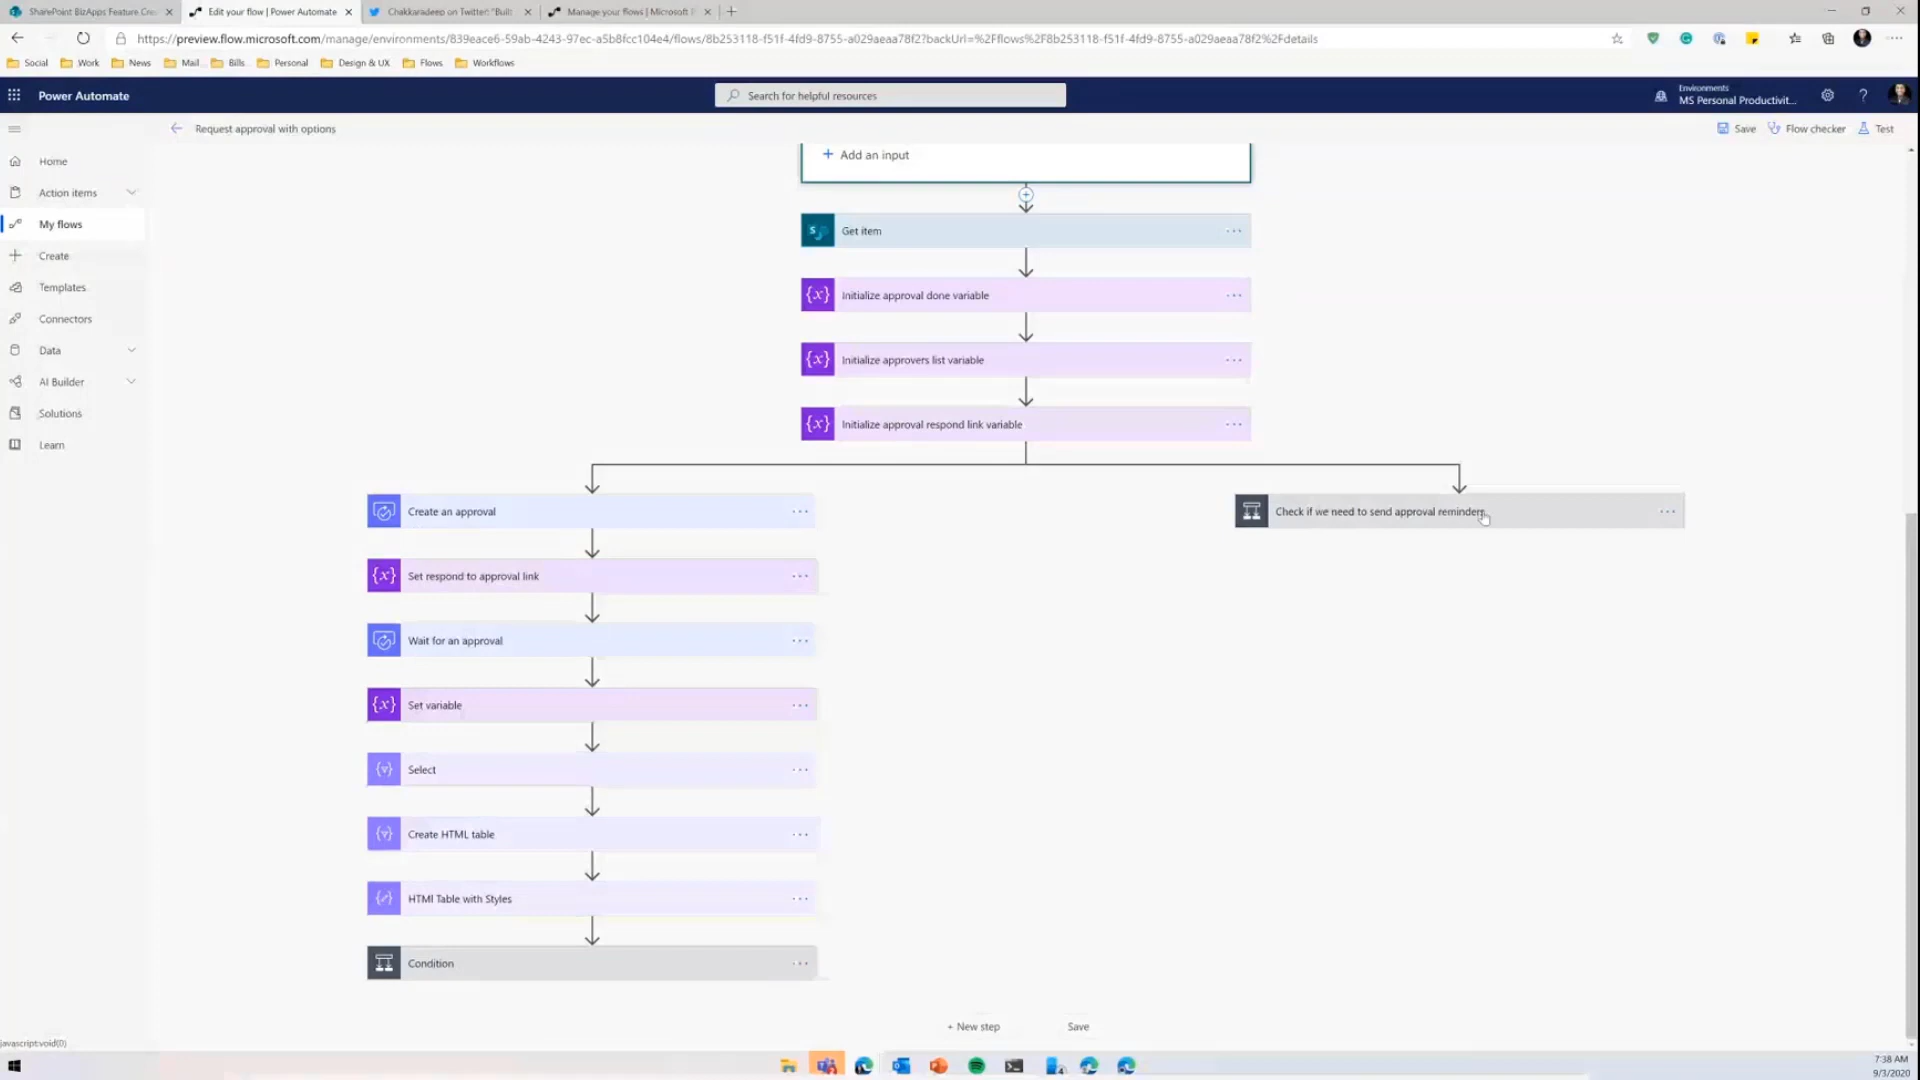 SharePoint BizApps Feature Cre
Edit your flow | Power Automate
Chakkaradeep on Twitter: "Built
Manage your flows | Microsoft P
https://preview.flow.microsoft.com/manage/environments/839eace6-59ab-4243-97ec-a5b8fcc104e4/flows/8b253118-f51f-4fd9-8755-a029aeaa78f2?backUrl=%2Fflows%2F8b253118-f51f-4fd9-8755-a029aeaa78f2%2Fdetails
Social
Work
News
Mail
Bills
Personal
Design & UX
Flows
Workflows
Power Automate
Search for helpful resources
Environments
MS Personal Productivit...
Request approval with options
Save
Flow checker
Test
Home
Action items
My flows
Create
Templates
Connectors
Data
AI Builder
Solutions
Learn
+ Add an input
Get item
Initialize approval done variable
Initialize approvers list variable
Initialize approval respond link variable
Create an approval
Check if we need to send approval reminders
Set respond to approval link
Wait for an approval
Set variable
Select
Create HTML table
HTMl Table with Styles
Condition
+ New step
Save
javascript:void(0)
7:38 AM
9/3/2020